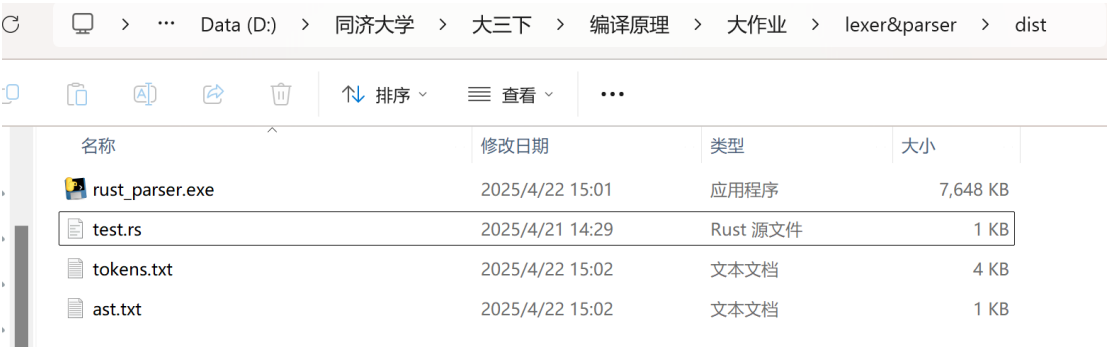 Data (D:) > 同济大学 > 大三下 > 编译原理 > 大作业 > lexer&parser > dist
排序 查看
名称 修改日期 类型 大小
rust_parser.exe 2025/4/22 15:01 应用程序 7,648 KB
test.rs 2025/4/21 14:29 Rust 源文件 1 KB
tokens.txt 2025/4/22 15:02 文本文档 4 KB
ast.txt 2025/4/22 15:02 文本文档 1 KB